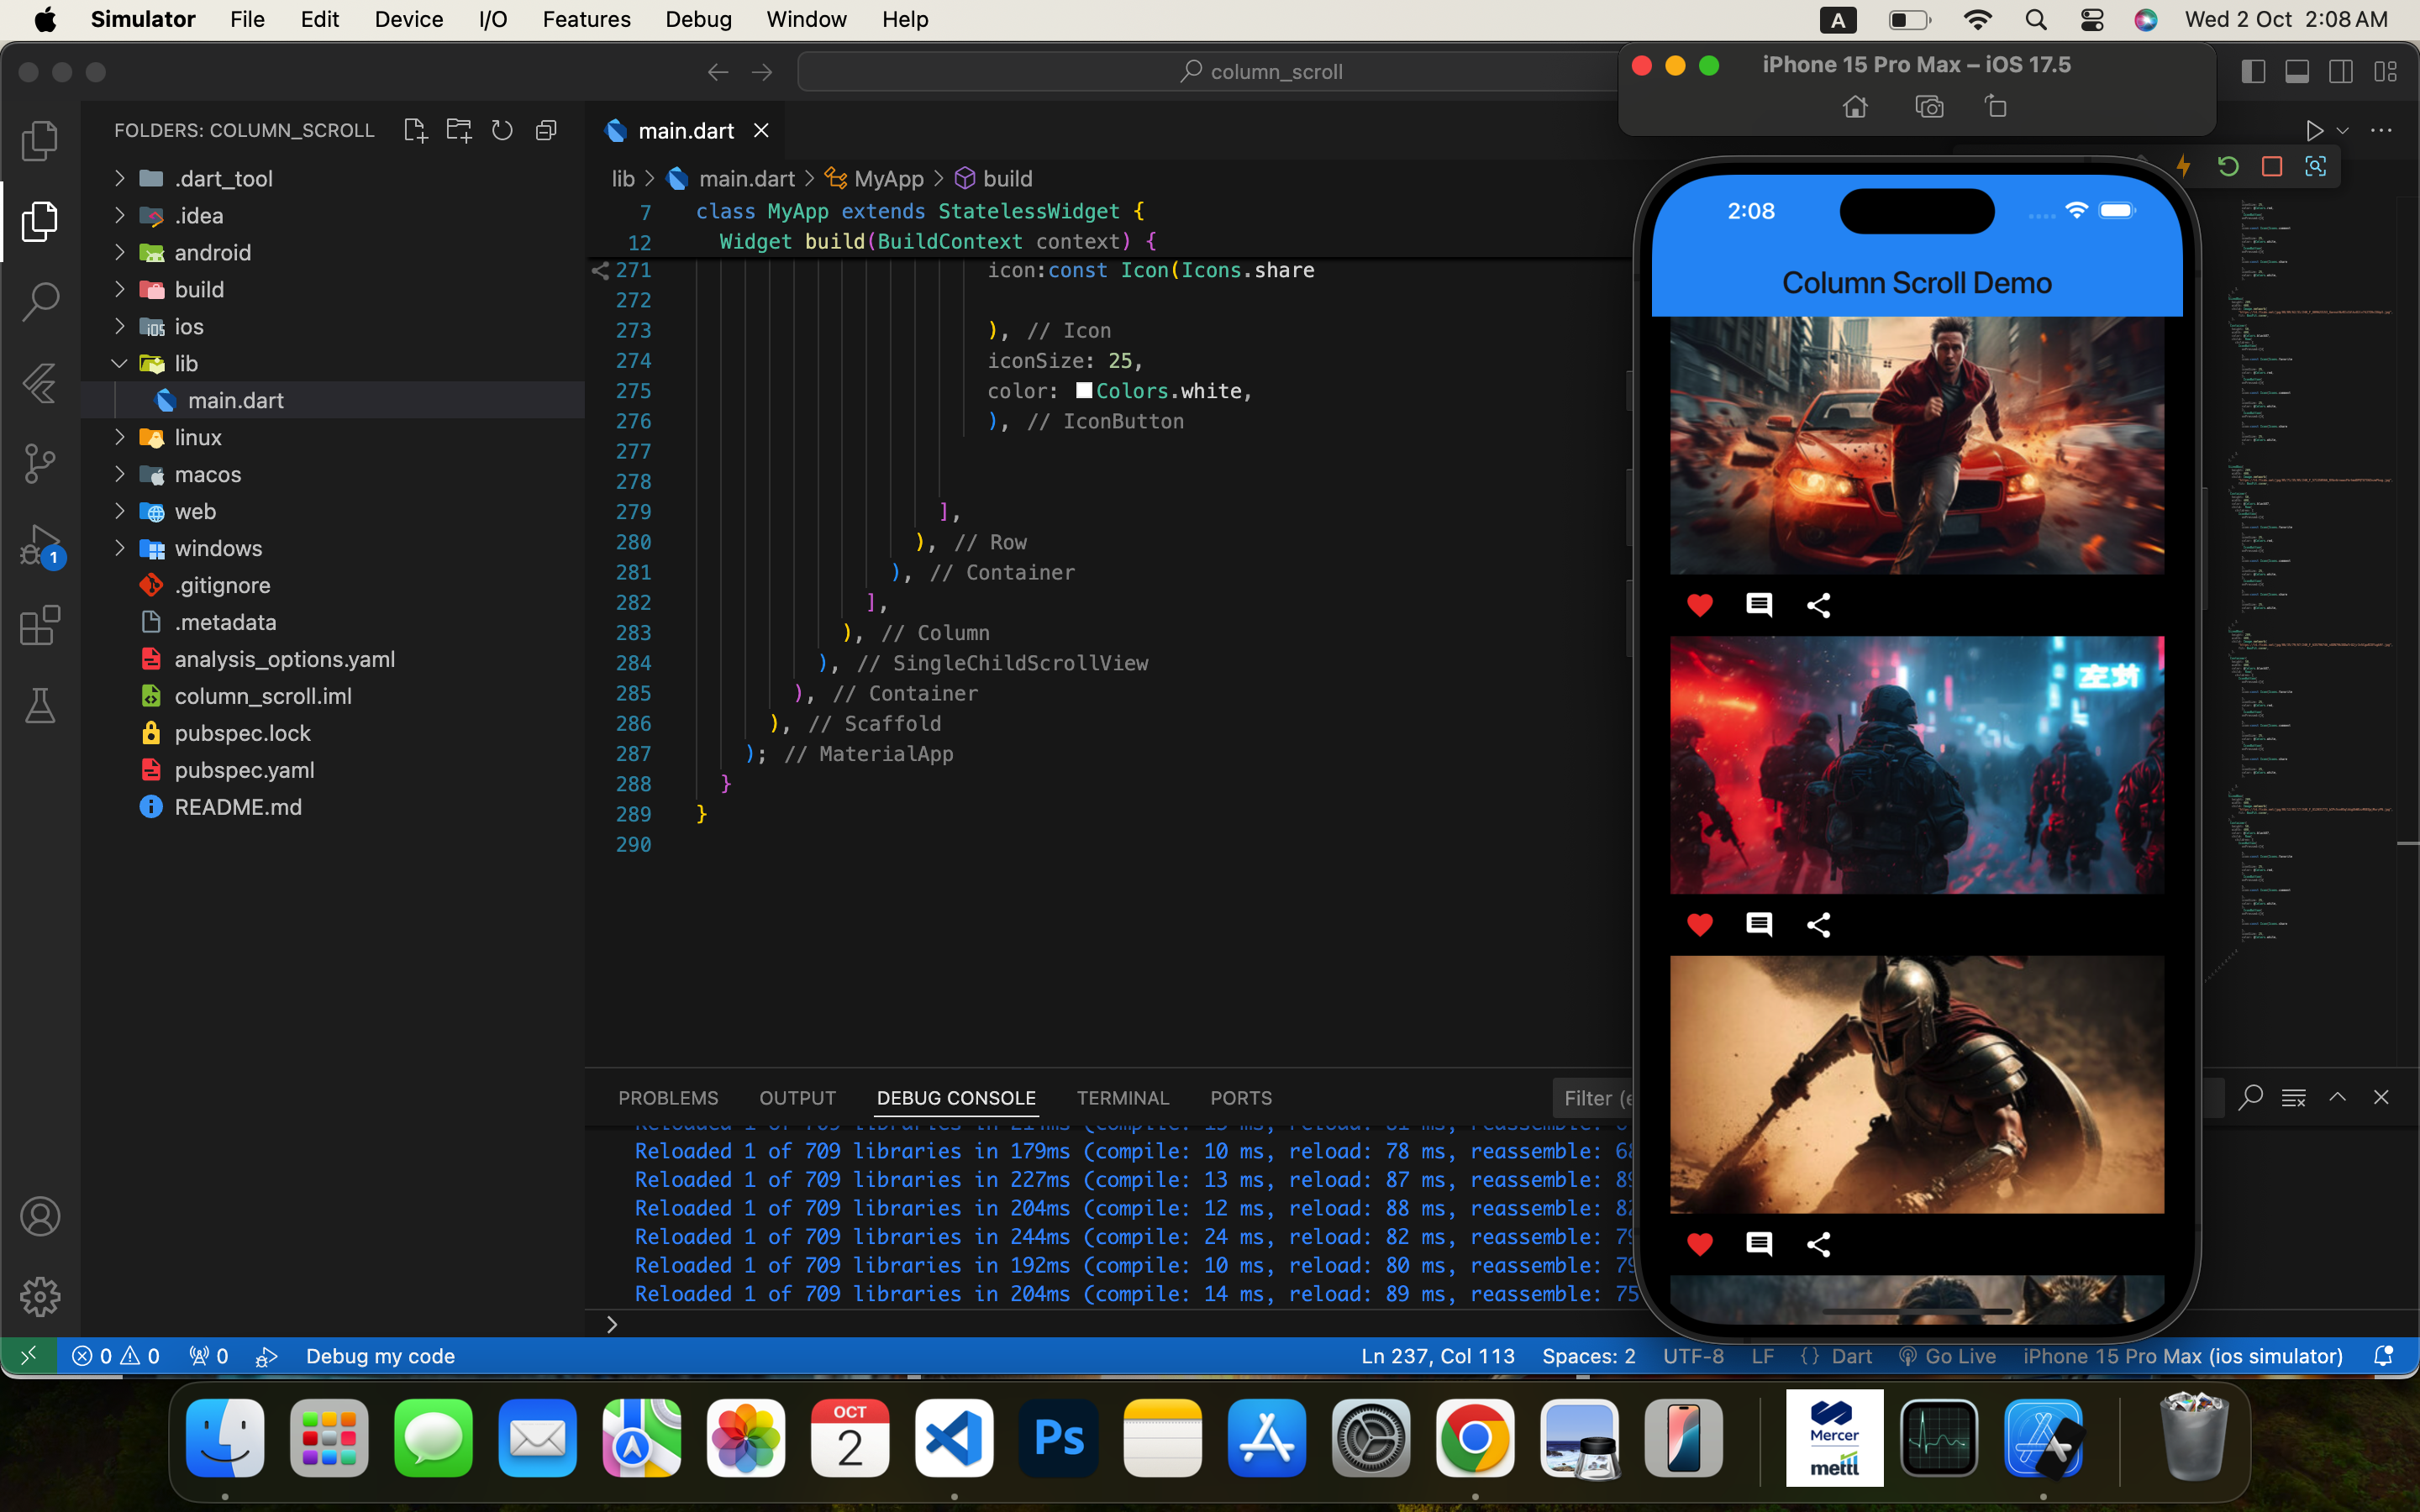 Simulator File Edit Device I/O Features Debug Window Help
A Wed 2 Oct 2:08 AM
column_scroll
iPhone 15 Pro Max – iOS 17.5
FOLDERS: COLUMN_SCROLL
.dart_tool
.idea
android
build
ios
lib
main.dart
linux
macos
web
windows
.gitignore
.metadata
analysis_options.yaml
column_scroll.iml
pubspec.lock
pubspec.yaml
README.md
1
main.dart
lib > main.dart > MyApp > build
7 class MyApp extends StatelessWidget {
12 Widget build(BuildContext context) {
271 icon:const Icon(Icons.share
272
273 ), // Icon
274 iconSize: 25,
275 color: Colors.white,
276 ), // IconButton
277
278
279 ],
280 ), // Row
281 ), // Container
282 ],
283 ), // Column
284 ), // SingleChildScrollView
285 ), // Container
286 ), // Scaffold
287 ); // MaterialApp
288 }
289 }
290
2:08
Column Scroll Demo
PROBLEMS OUTPUT DEBUG CONSOLE TERMINAL PORTS
Filter (e
Reloaded 1 of 709 libraries in 179ms (compile: 10 ms, reload: 78 ms, reassemble: 68
Reloaded 1 of 709 libraries in 227ms (compile: 13 ms, reload: 87 ms, reassemble: 89
Reloaded 1 of 709 libraries in 204ms (compile: 12 ms, reload: 88 ms, reassemble: 82
Reloaded 1 of 709 libraries in 244ms (compile: 24 ms, reload: 82 ms, reassemble: 79
Reloaded 1 of 709 libraries in 192ms (compile: 10 ms, reload: 80 ms, reassemble: 79
Reloaded 1 of 709 libraries in 204ms (compile: 14 ms, reload: 89 ms, reassemble: 75
>
0 0 0 Debug my code
Ln 237, Col 113 Spaces: 2 UTF-8 LF {} Dart Go Live iPhone 15 Pro Max (ios simulator)
OCT
2
Ps
Mercer
mettl